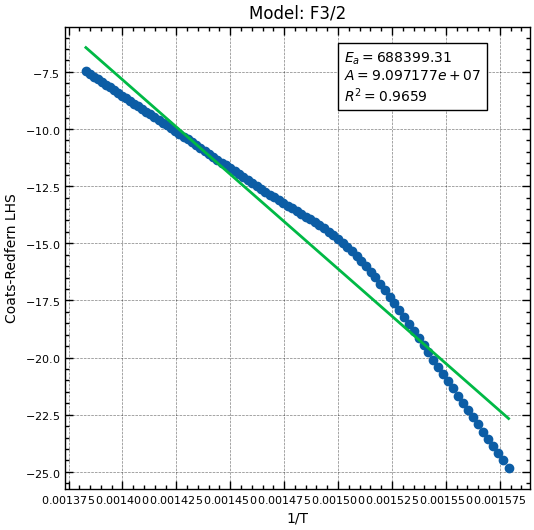 Model: F3/2
E_a = 688399.31
A = 9.097177e + 07
R² = 0.9659
Coats-Redfern LHS
−7.5
−10.0
−12.5
−15.0
−17.5
−20.0
−22.5
−25.0
0.001375 0.001400 0.001425 0.001450 0.001475 0.001500 0.001525 0.001550 0.001575
1/T